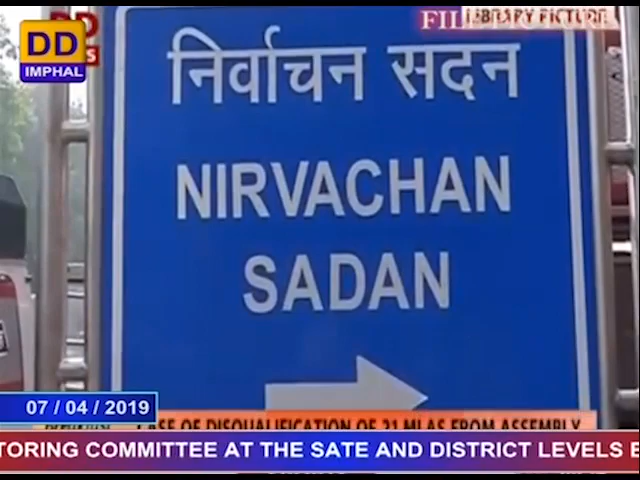 DD
IMPHAL
LIBRARY PICTURE
निर्वाचन सदन
NIRVACHAN
SADAN
07 / 04 / 2019
CASE OF DISQUALIFICATION OF 21 MLAS FROM ASSEMBLY
TORING COMMITTEE AT THE SATE AND DISTRICT LEVELS E